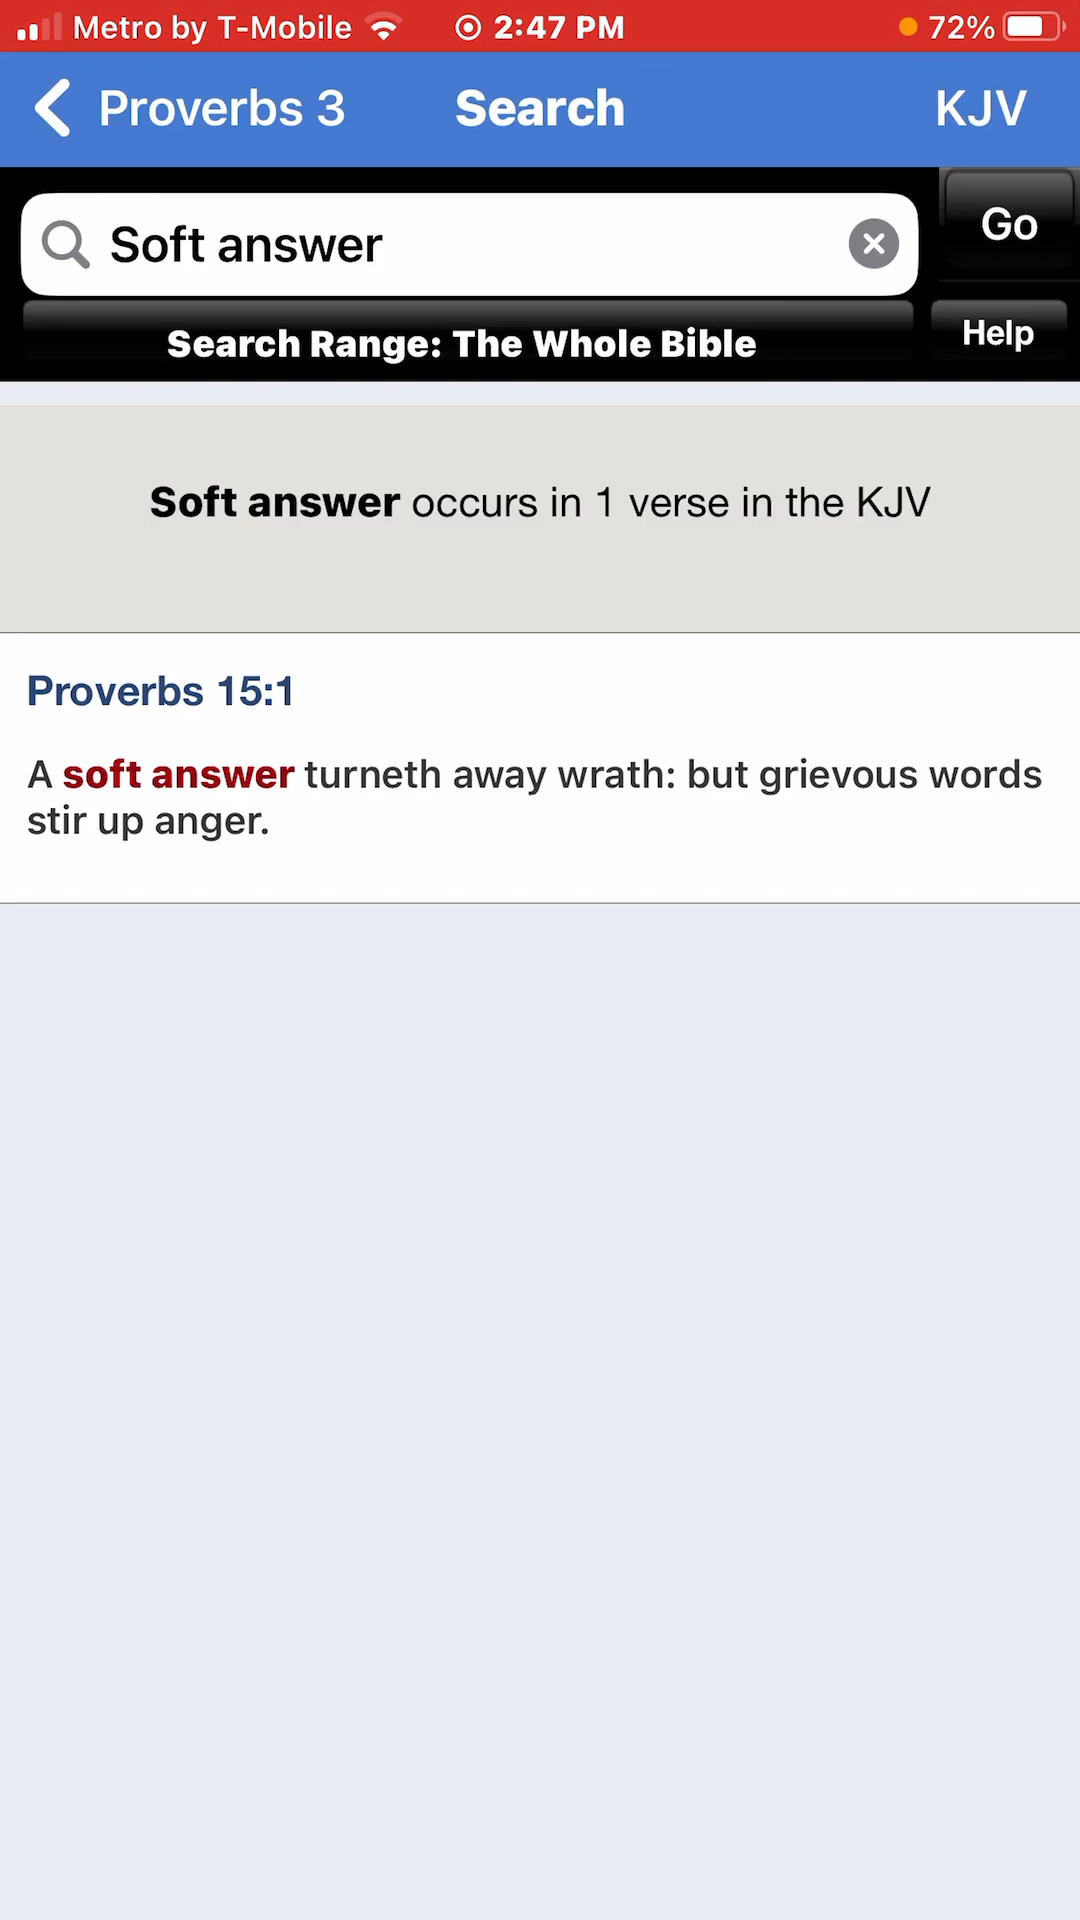 Metro by T-Mobile 2:47 PM 72%
Proverbs 3 Search KJV
Soft answer Go
Search Range: The Whole Bible Help
Soft answer occurs in 1 verse in the KJV
Proverbs 15:1
A soft answer turneth away wrath: but grievous words
stir up anger.